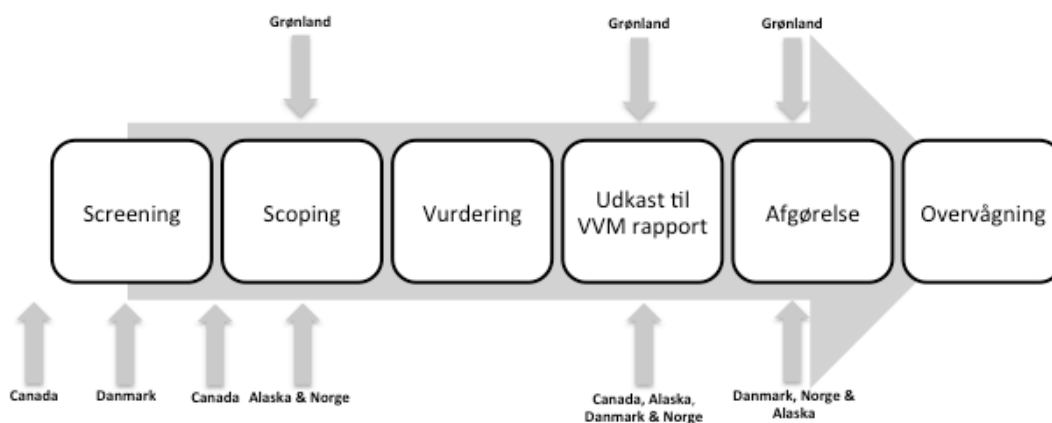 Grønland
Grønland
Grønland
Screening
Scoping
Vurdering
Udkast til
VVM rapport
Afgørelse
Overvågning
Canada
Danmark
Canada
Alaska & Norge
Canada, Alaska,
Danmark & Norge
Danmark, Norge &
Alaska